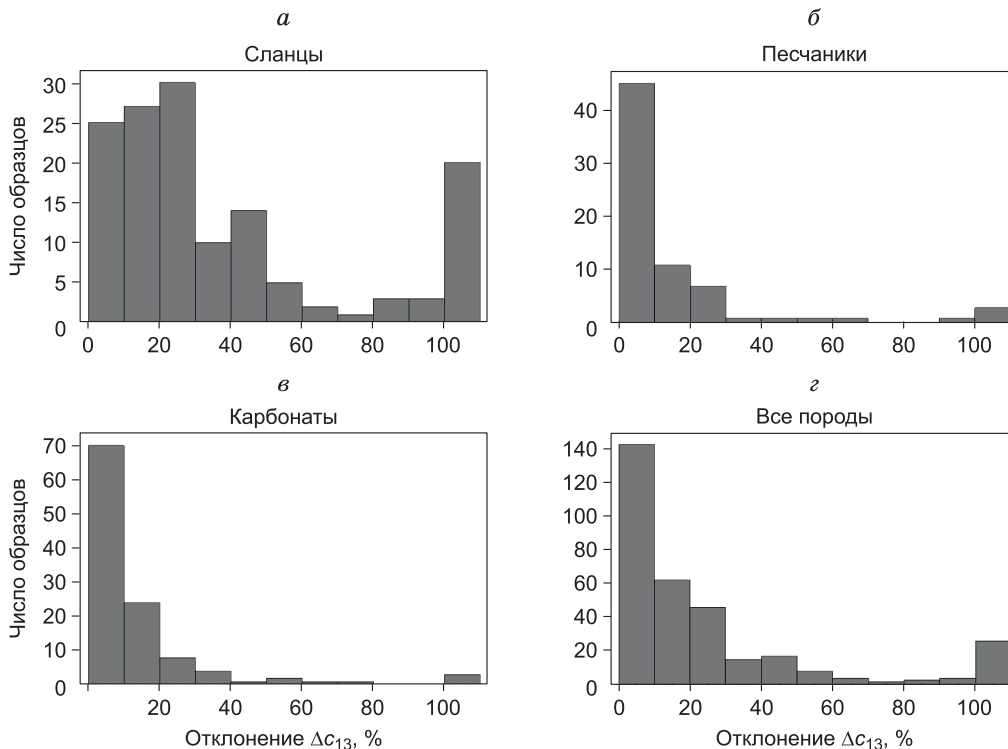 а
Сланцы
Число образцов
30
25
20
15
10
5
0
0 20 40 60 80 100
б
Песчаники
40
30
20
10
0
0 20 40 60 80 100
в
Карбонаты
Число образцов
70
60
50
40
30
20
10
0
20 40 60 80 100
Отклонение Δc13, %
г
Все породы
140
120
100
80
60
40
20
0
0 20 40 60 80 100
Отклонение Δc13, %